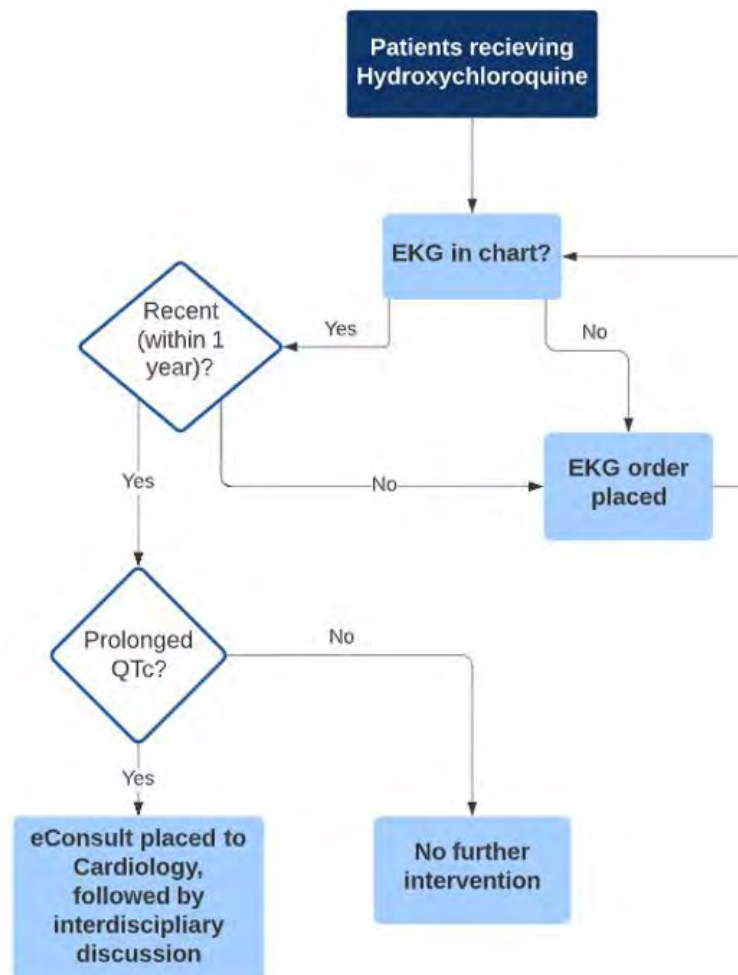 Patients recieving
Hydroxychloroquine
EKG in chart?
Recent
(within 1
year)?
Yes
No
EKG order
placed
No
Yes
Prolonged
QTc?
No
Yes
eConsult placed to
Cardiology,
followed by
interdiscipliary
discussion
No further
intervention